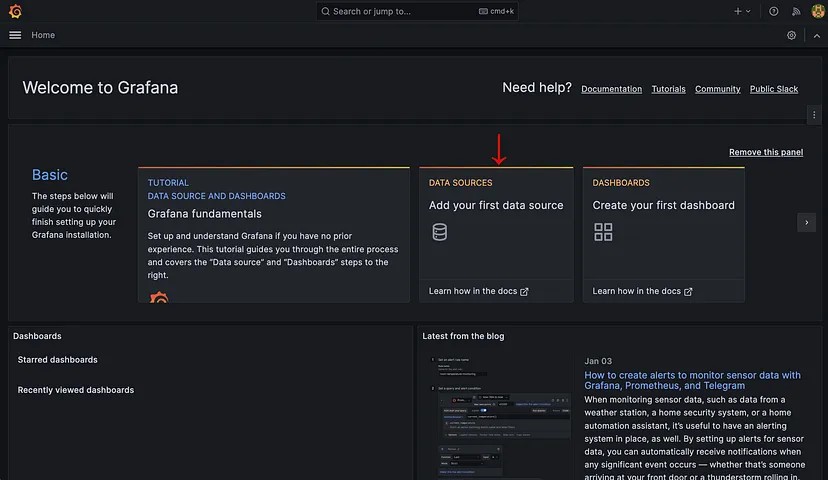 Search or jump to...
cmd+k
Home
Welcome to Grafana
Need help?
Documentation
Tutorials
Community
Public Slack
Remove this panel
Basic
The steps below will
guide you to quickly
finish setting up your
Grafana installation.
TUTORIAL
DATA SOURCE AND DASHBOARDS
Grafana fundamentals
Set up and understand Grafana if you have no prior
experience. This tutorial guides you through the entire process
and covers the “Data source” and “Dashboards” steps to the
right.
DATA SOURCES
Add your first data source
Learn how in the docs
DASHBOARDS
Create your first dashboard
Learn how in the docs
Dashboards
Starred dashboards
Recently viewed dashboards
Latest from the blog
Jan 03
How to create alerts to monitor sensor data with
Grafana, Prometheus, and Telegram
When monitoring sensor data, such as data from a
weather station, a home security system, or a home
automation assistant, it’s useful to have an alerting
system in place, as well. By setting up alerts for sensor
data, you can automatically receive notifications when
any significant event occurs — whether that’s someone
arriving at your front door or a thunderstorm rolling in.